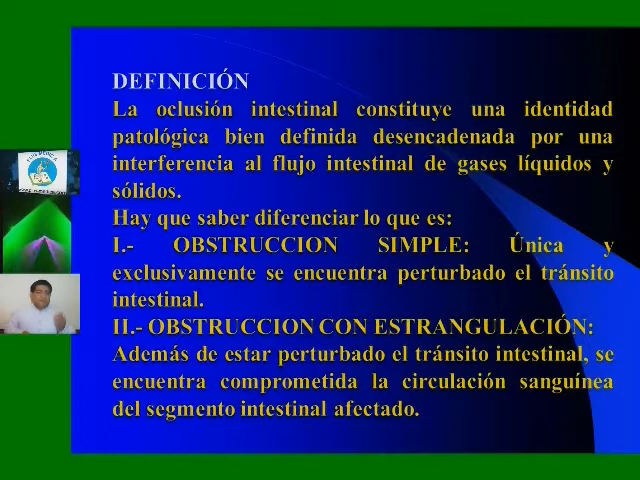 DEFINICIÓN
La oclusión intestinal constituye una identidad
patológica bien definida desencadenada por una
interferencia al flujo intestinal de gases líquidos y
sólidos.
Hay que saber diferenciar lo que es:
I.- OBSTRUCCION SIMPLE: Única y
exclusivamente se encuentra perturbado el tránsito
intestinal.
II.- OBSTRUCCION CON ESTRANGULACIÓN:
Además de estar perturbado el tránsito intestinal, se
encuentra comprometida la circulación sanguínea
del segmento intestinal afectado.